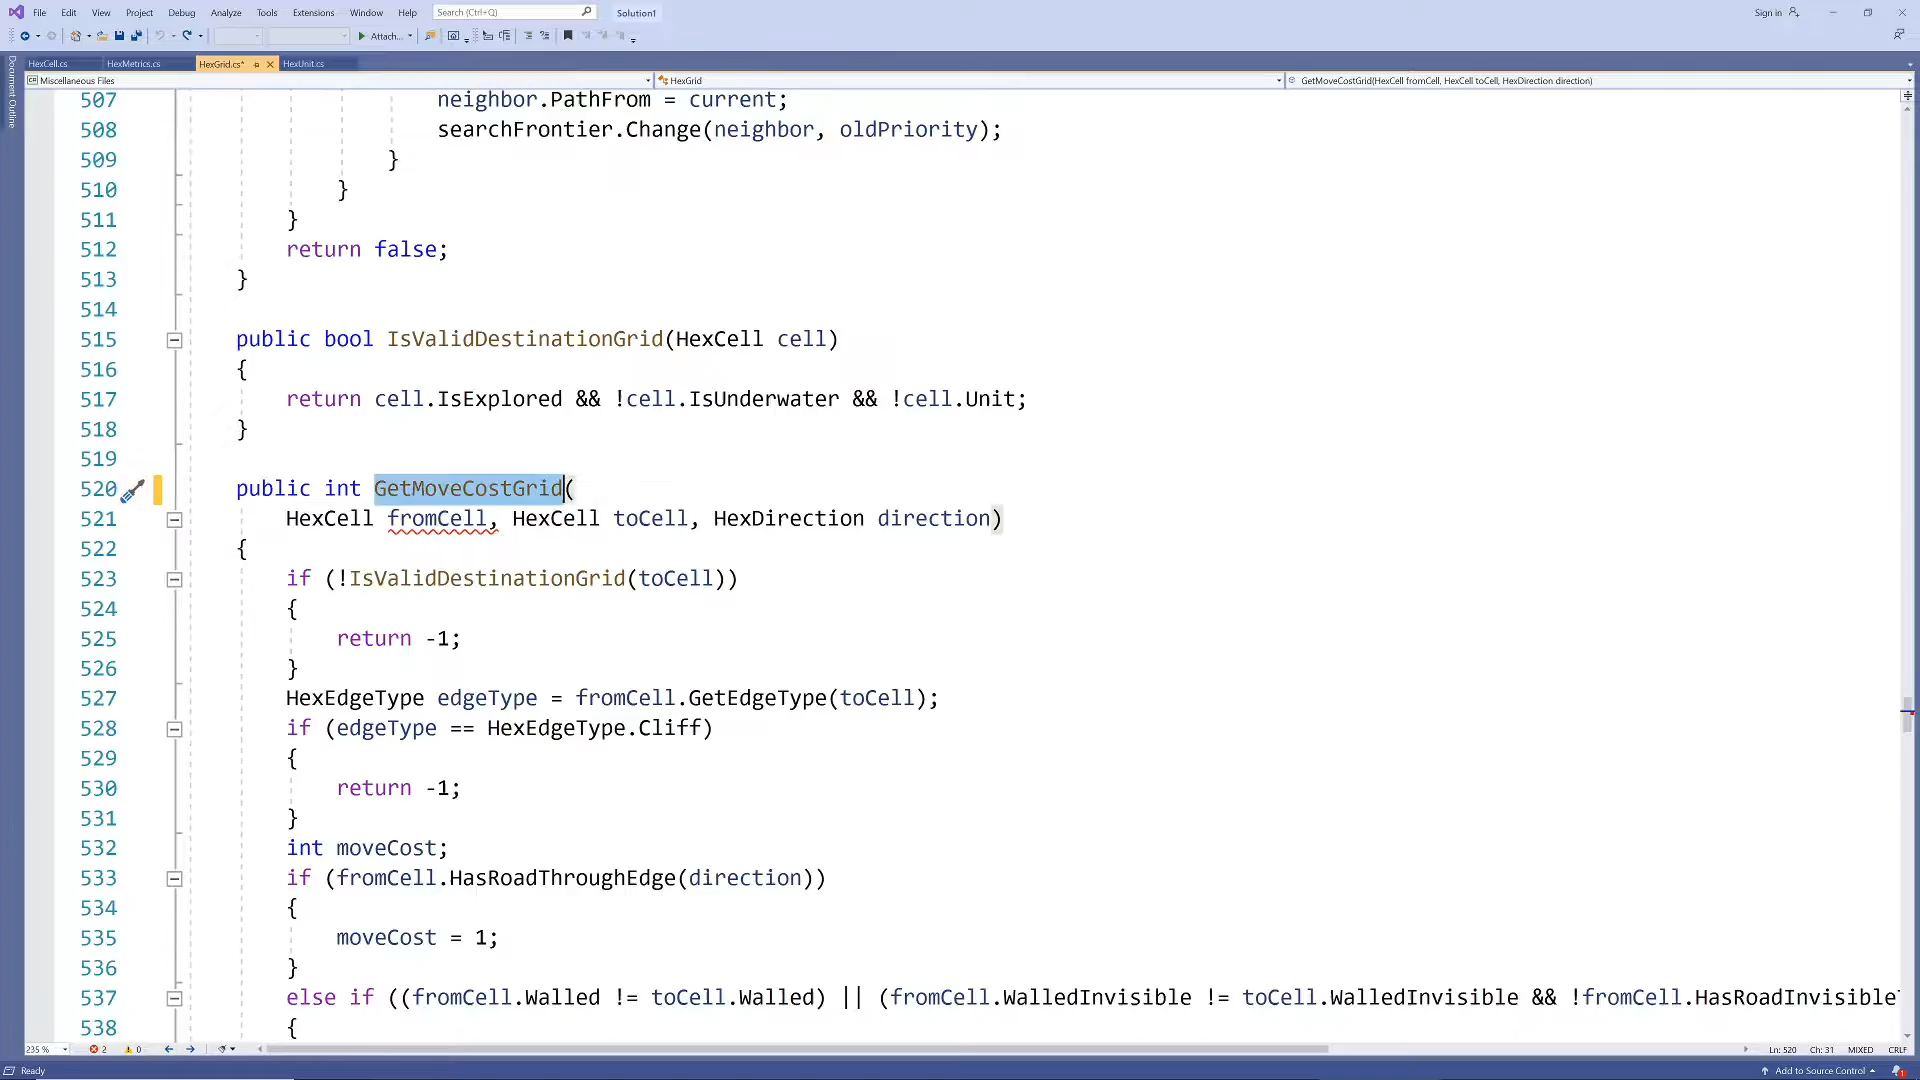 File Edit View Project Debug Analyze Tools Extensions Window Help Search (Ctrl+Q) Solution1 Sign in
Attach...
HexCell.cs HexMetrics.cs HexGrid.cs* HexUnit.cs
Document Outline
Miscellaneous Files HexGrid GetMoveCostGrid(HexCell fromCell, HexCell toCell, HexDirection direction)
507 neighbor.PathFrom = current;
508 searchFrontier.Change(neighbor, oldPriority);
509 }
510 }
511 }
512 return false;
513 }
514
515 public bool IsValidDestinationGrid(HexCell cell)
516 {
517 return cell.IsExplored && !cell.IsUnderwater && !cell.Unit;
518 }
519
520 public int GetMoveCostGrid(
521 HexCell fromCell, HexCell toCell, HexDirection direction)
522 {
523 if (!IsValidDestinationGrid(toCell))
524 {
525 return -1;
526 }
527 HexEdgeType edgeType = fromCell.GetEdgeType(toCell);
528 if (edgeType == HexEdgeType.Cliff)
529 {
530 return -1;
531 }
532 int moveCost;
533 if (fromCell.HasRoadThroughEdge(direction))
534 {
535 moveCost = 1;
536 }
537 else if ((fromCell.Walled != toCell.Walled) || (fromCell.WalledInvisible != toCell.WalledInvisible && !fromCell.HasRoadInvisible
538 {
235 % 2 0 Ln: 520 Ch: 31 MIXED CRLF
Ready Add to Source Control 1